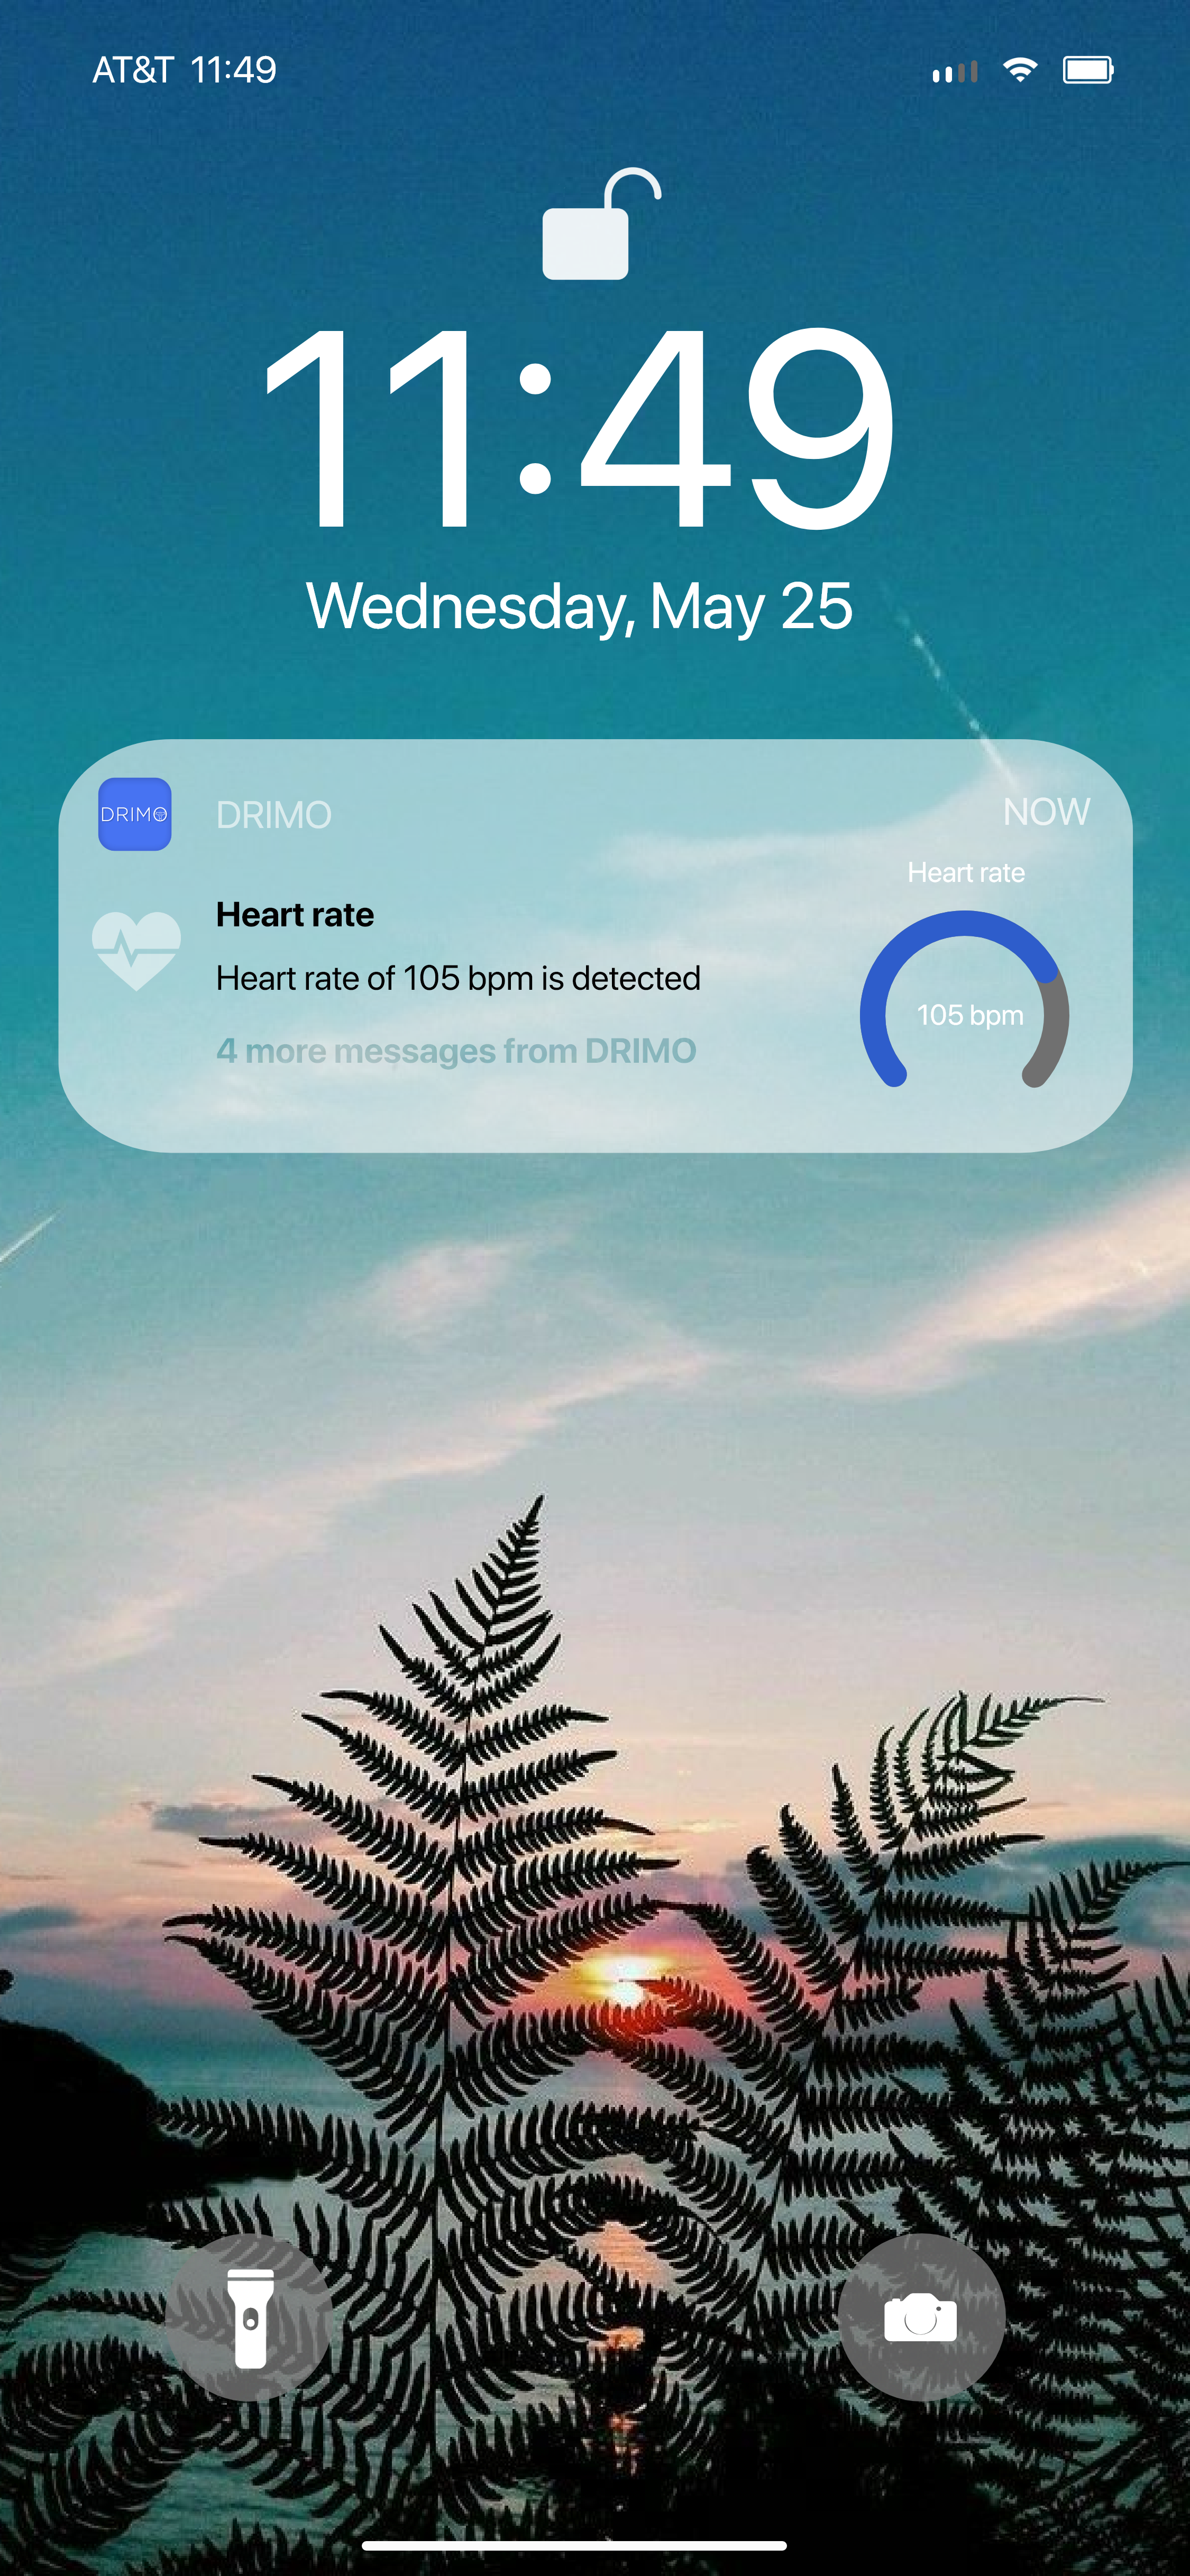 AT&T 11:49
11:49
Wednesday, May 25
DRIMO
DRIMO
NOW
Heart rate
Heart rate
Heart rate of 105 bpm is detected
105 bpm
4 more messages from DRIMO